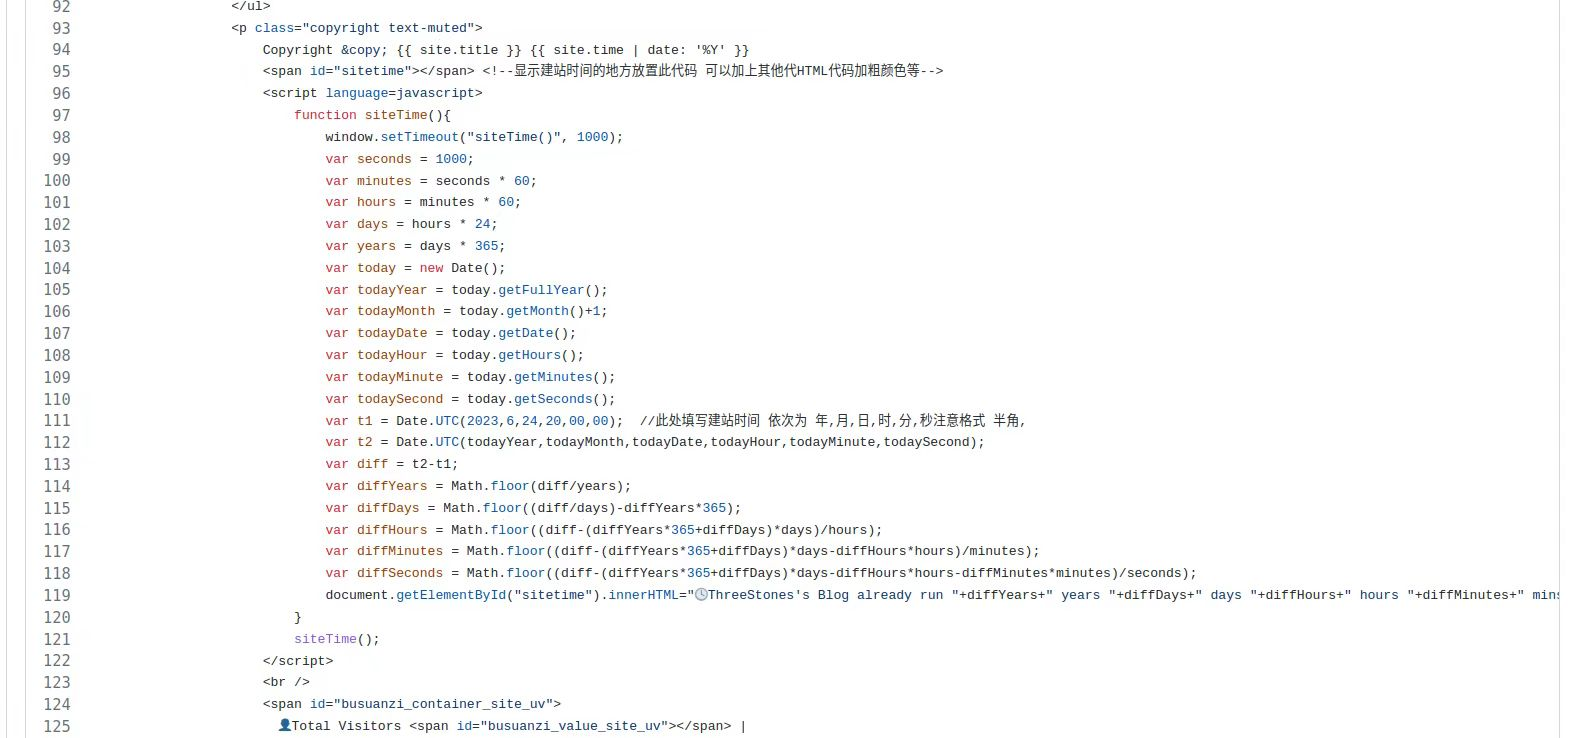 92 </ul>
93 <p class="copyright text-muted">
94 Copyright &copy; {{ site.title }} {{ site.time | date: '%Y' }}
95 <span id="sitetime"></span> <!--显示建站时间的地方放置此代码 可以加上其他代HTML代码加粗颜色等-->
96 <script language=javascript>
97 function siteTime(){
98 window.setTimeout("siteTime()", 1000);
99 var seconds = 1000;
100 var minutes = seconds * 60;
101 var hours = minutes * 60;
102 var days = hours * 24;
103 var years = days * 365;
104 var today = new Date();
105 var todayYear = today.getFullYear();
106 var todayMonth = today.getMonth()+1;
107 var todayDate = today.getDate();
108 var todayHour = today.getHours();
109 var todayMinute = today.getMinutes();
110 var todaySecond = today.getSeconds();
111 var t1 = Date.UTC(2023,6,24,20,00,00); //此处填写建站时间 依次为 年,月,日,时,分,秒注意格式 半角,
112 var t2 = Date.UTC(todayYear,todayMonth,todayDate,todayHour,todayMinute,todaySecond);
113 var diff = t2-t1;
114 var diffYears = Math.floor(diff/years);
115 var diffDays = Math.floor((diff/days)-diffYears*365);
116 var diffHours = Math.floor((diff-(diffYears*365+diffDays)*days)/hours);
117 var diffMinutes = Math.floor((diff-(diffYears*365+diffDays)*days-diffHours*hours)/minutes);
118 var diffSeconds = Math.floor((diff-(diffYears*365+diffDays)*days-diffHours*hours-diffMinutes*minutes)/seconds);
119 document.getElementById("sitetime").innerHTML="🕓ThreeStones's Blog already run "+diffYears+" years "+diffDays+" days "+diffHours+" hours "+diffMinutes+" mins
120 }
121 siteTime();
122 </script>
123 <br />
124 <span id="busuanzi_container_site_uv">
125 👤Total Visitors <span id="busuanzi_value_site_uv"></span> |